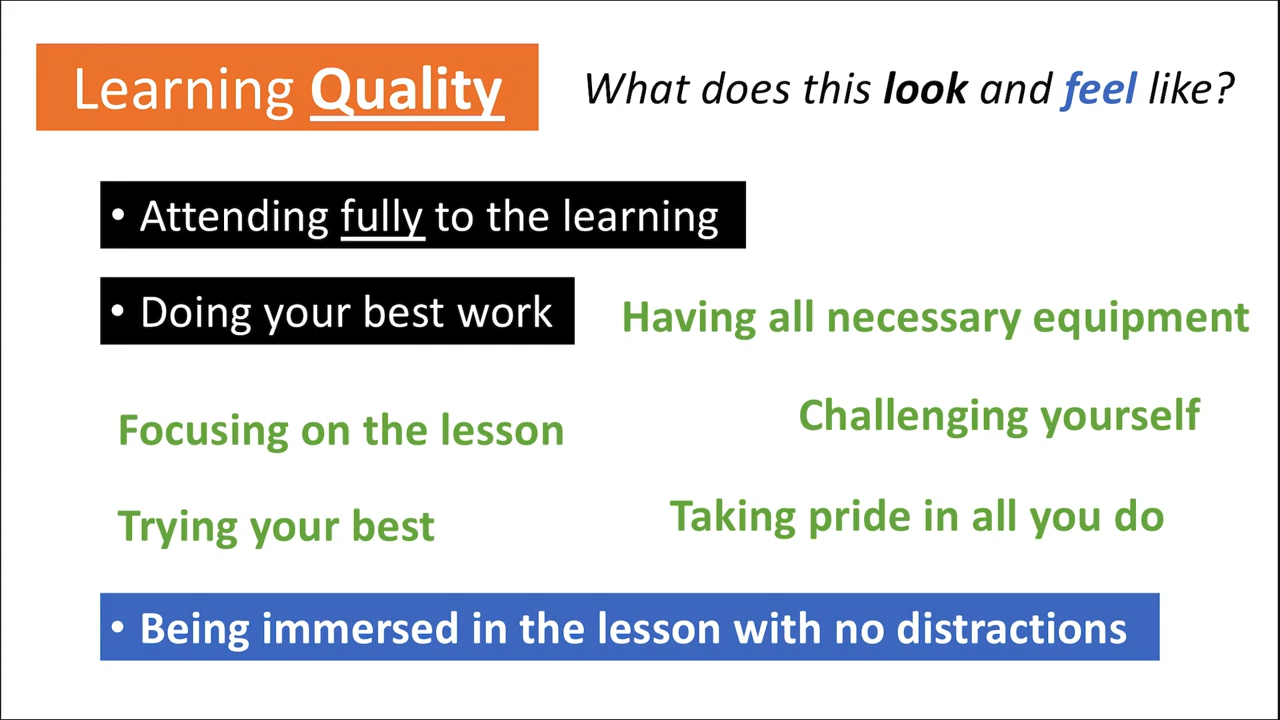 Learning Quality
What does this look and feel like?
• Attending fully to the learning
• Doing your best work
Having all necessary equipment
Focusing on the lesson
Challenging yourself
Trying your best
Taking pride in all you do
• Being immersed in the lesson with no distractions